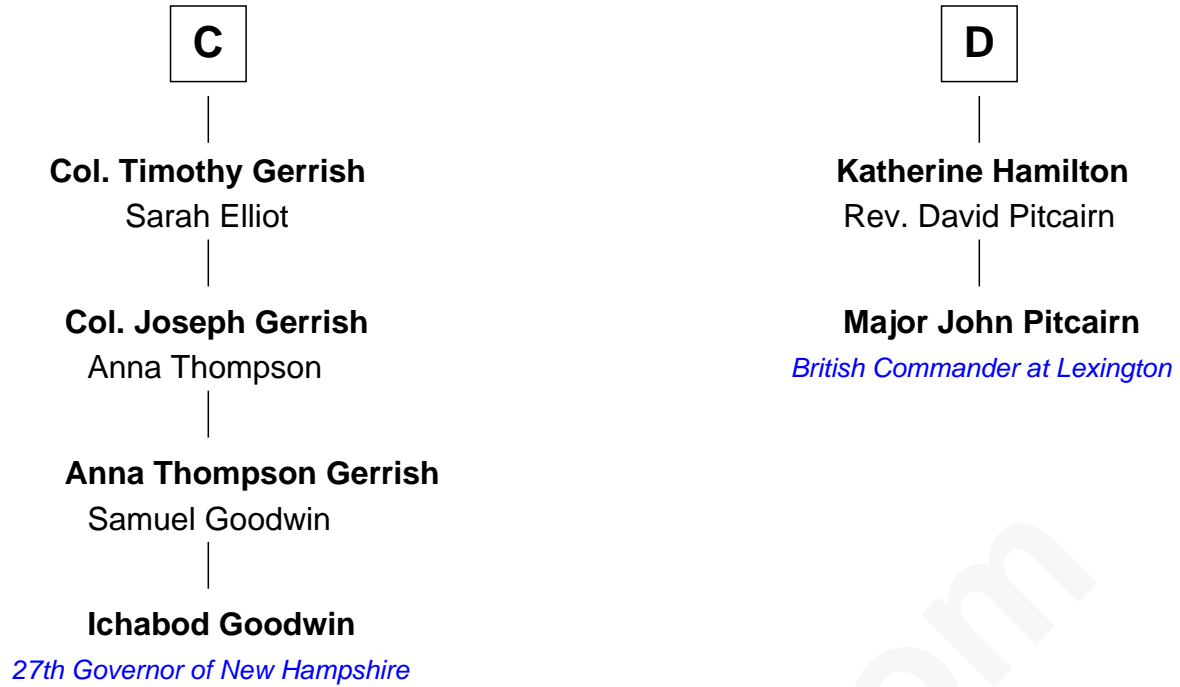 C
Col. Timothy Gerrish
Sarah Elliot
Col. Joseph Gerrish
Anna Thompson
Anna Thompson Gerrish
Samuel Goodwin
Ichabod Goodwin
27th Governor of New Hampshire
D
Katherine Hamilton
Rev. David Pitcairn
Major John Pitcairn
British Commander at Lexington
om